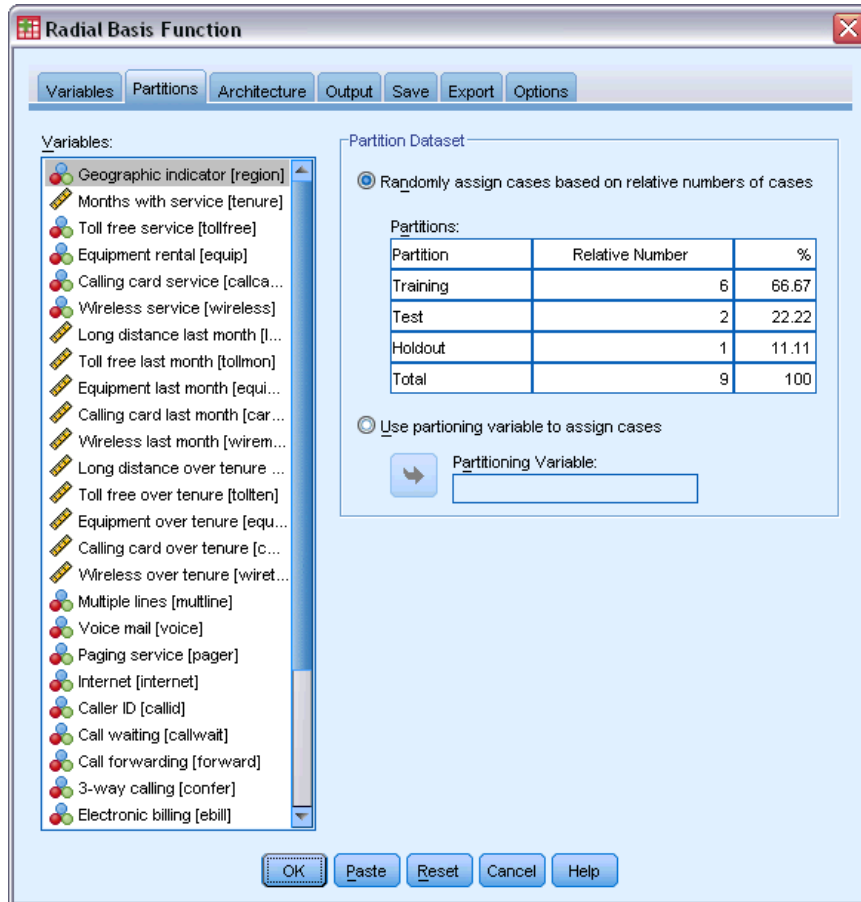 Radial Basis Function
Variables Partitions Architecture Output Save Export Options
Variables:
Geographic indicator [region]
Months with service [tenure]
Toll free service [tollfree]
Equipment rental [equip]
Calling card service [callca...
Wireless service [wireless]
Long distance last month [l...
Toll free last month [tollmon]
Equipment last month [equi...
Calling card last month [car...
Wireless last month [wirem...
Long distance over tenure ...
Toll free over tenure [tollten]
Equipment over tenure [equ...
Calling card over tenure [c...
Wireless over tenure [wiret...
Multiple lines [multline]
Voice mail [voice]
Paging service [pager]
Internet [internet]
Caller ID [callid]
Call waiting [callwait]
Call forwarding [forward]
3-way calling [confer]
Electronic billing [ebill]
Partition Dataset
Randomly assign cases based on relative numbers of cases
Partitions:
Partition Relative Number %
Training 6 66.67
Test 2 22.22
Holdout 1 11.11
Total 9 100
Use partioning variable to assign cases
Partitioning Variable:
OK Paste Reset Cancel Help